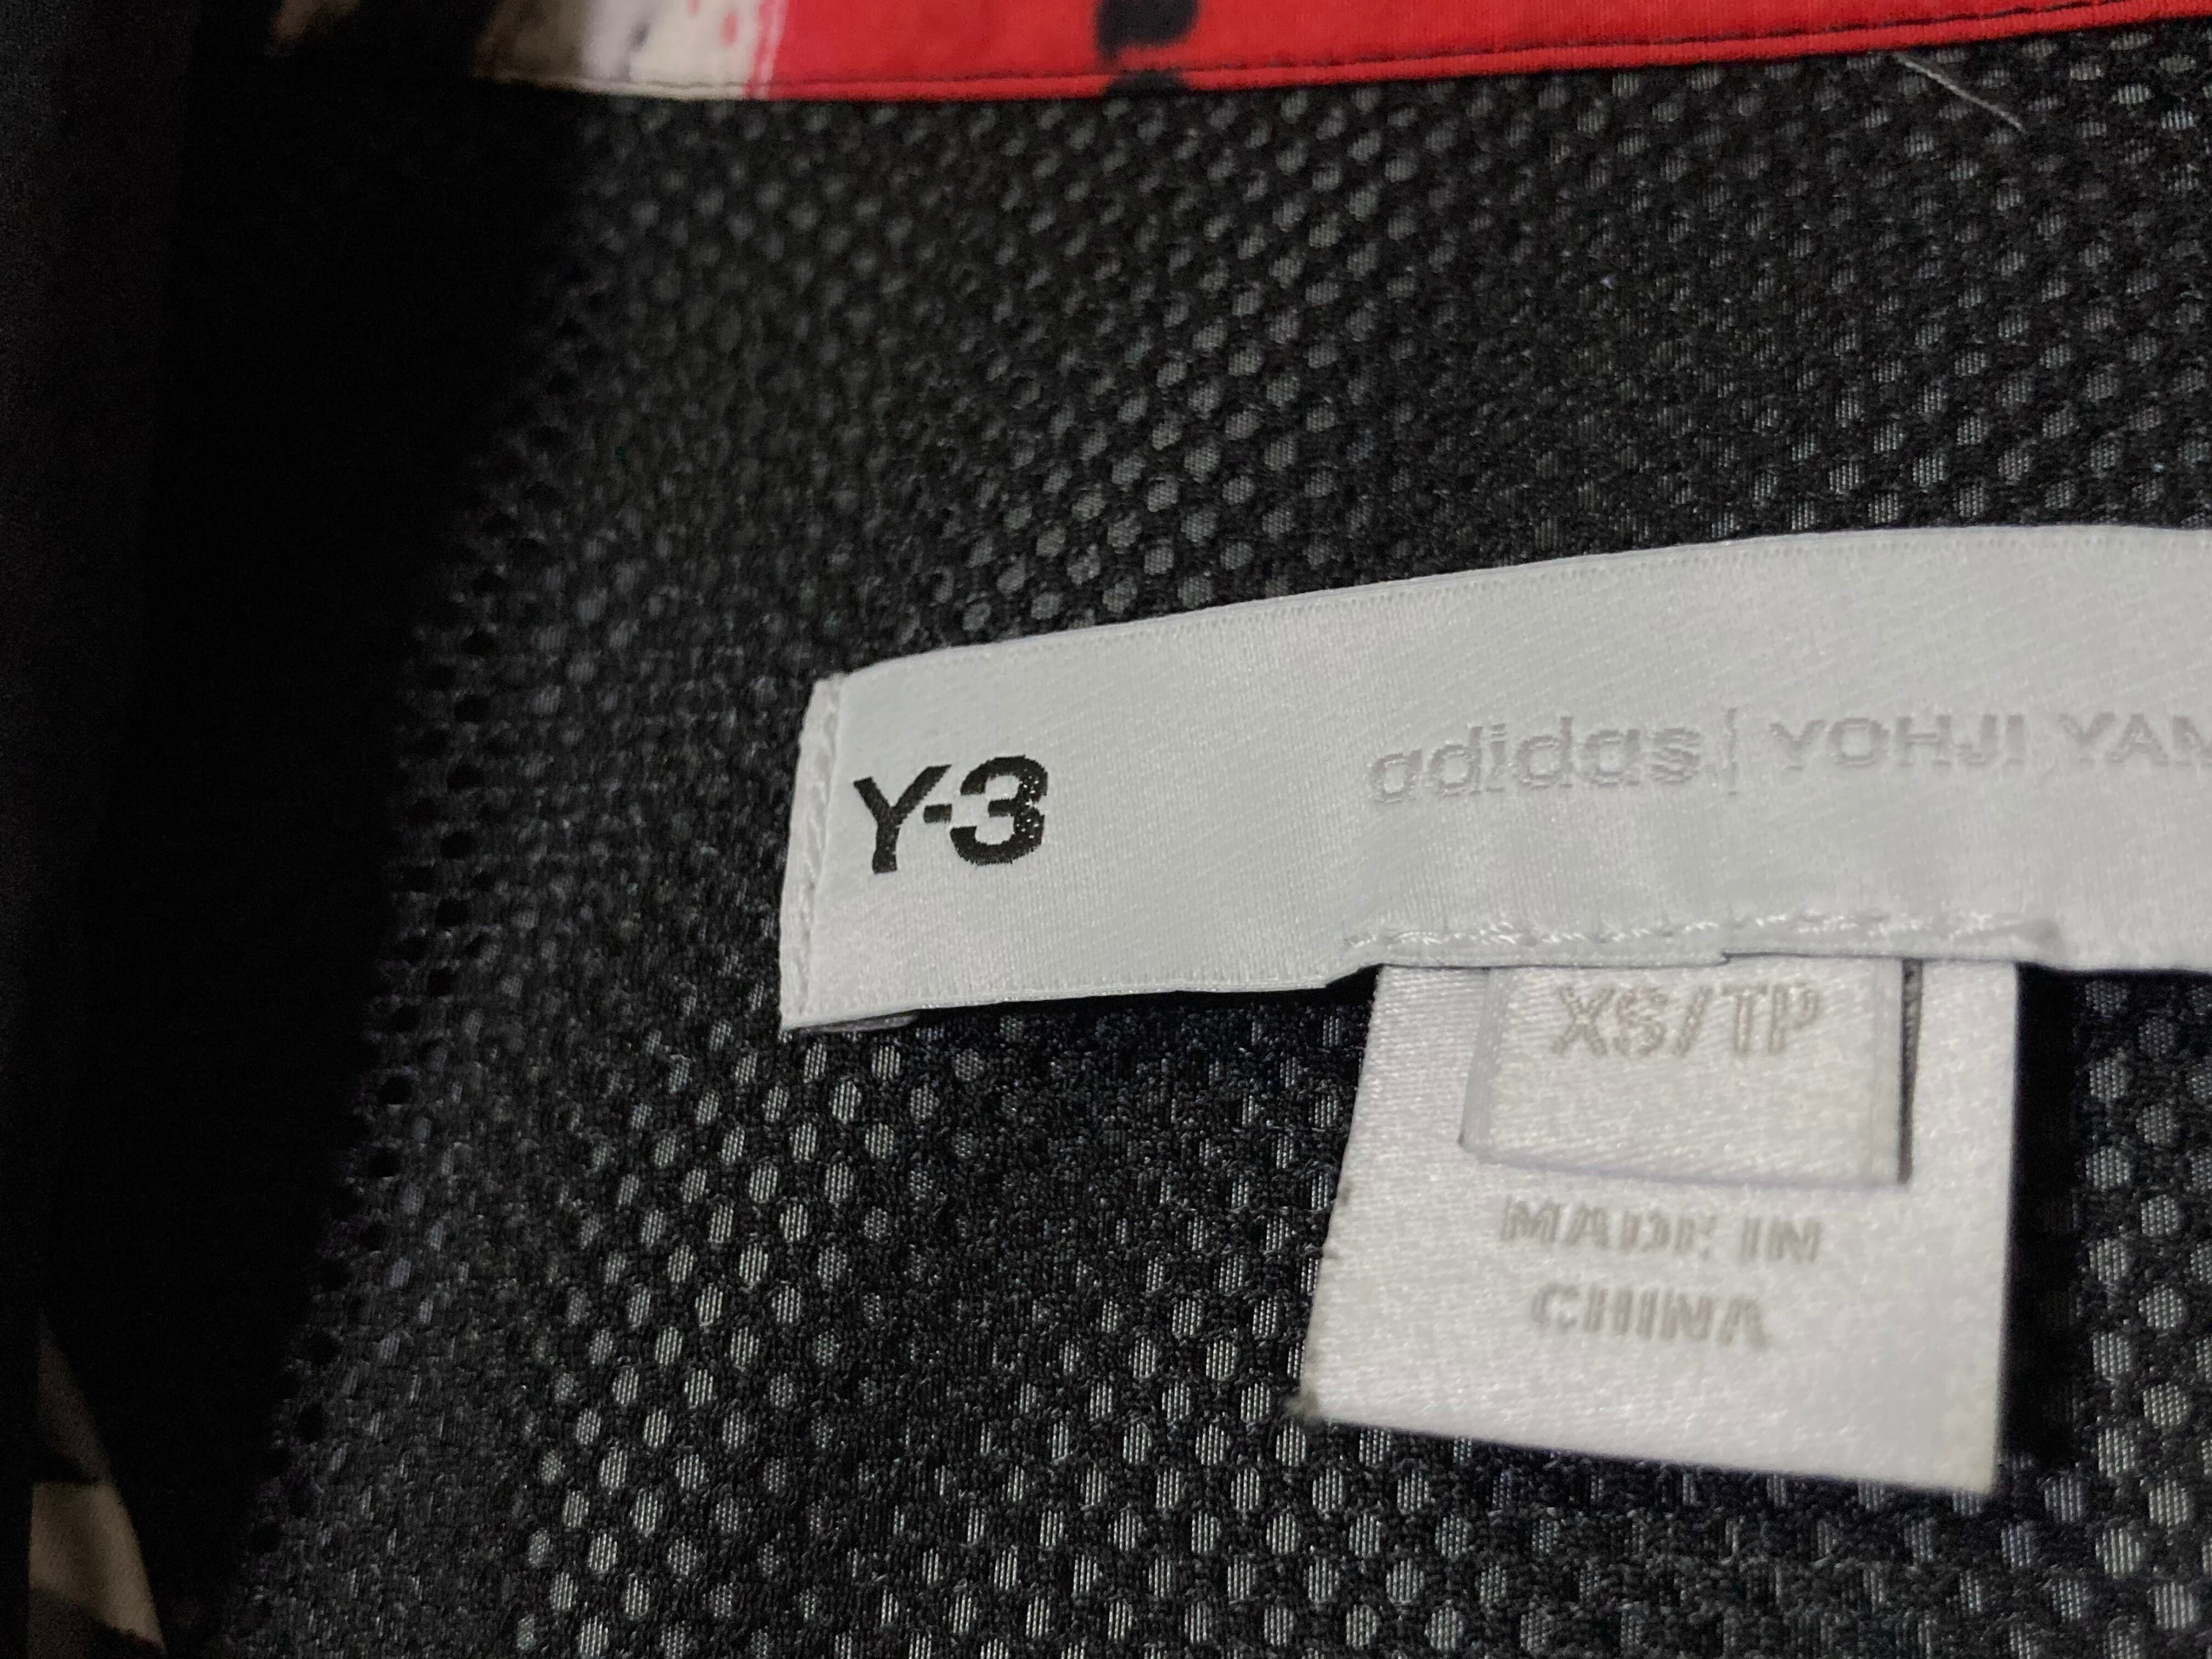 Y-3 adidas | YOHJI YAM
XS/TP
MADE IN
CHINA